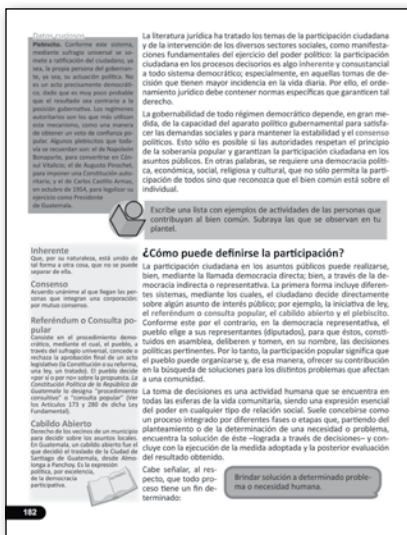 Datos curiosos
Plebiscito. Conforme este sistema,
mediante sufragio universal se so-
mete a ratificación del ciudadano, ya
sea, la propia persona del gobernan-
te, ya sea, su actuación política. No
es un acto precisamente democráti-
co, dado que es muy poco probable
que el resultado sea contrario a la
posición gubernativa. Los regímenes
autoritarios son los que más utilizan
este mecanismo, como una manera
de obtener un voto de confianza po-
pular. Algunos plebiscitos que toda-
vía se recuerdan son: el de Napoleón
Bonaparte, para convertirse en Cón-
sul Vitalicio; el de Augusto Pinochet,
para imponer una Constitución auto-
ritaria; y el de Carlos Castillo Armas,
en octubre de 1954, para legalizar su
ejercicio como Presidente
de Guatemala.
Inherente
Que, por su naturaleza, está unido de
tal forma a otra cosa, que no se puede
separar de ella.
Consenso
Acuerdo unánime al que llegan las per-
sonas que integran una corporación:
por mutuo consenso.
Referéndum o Consulta po-
pular
Consiste en el procedimiento demo-
crático, mediante el cual, el pueblo, a
través del sufragio universal, concede o
rechaza la aprobación final de un acto
legislativo (la Constitución o su reforma,
una ley, un tratado). El pueblo decide
«por sí o por no» sobre la propuesta. La
Constitución Política de la República de
Guatemala lo designa "procedimiento
consultivo" o "consulta popular" (Ver
los Artículos 173 y 280 de dicha Ley
Fundamental).
Cabildo Abierto
Derecho de los vecinos de un municipio
para decidir sobre los asuntos locales.
En Guatemala, un cabildo abierto fue el
que decidió el traslado de la Ciudad de
Santiago de Guatemala, desde Almo-
longa a Panchoy. Es la expresión
política, por excelencia,
de la democracia
participativa.
La literatura jurídica ha tratado los temas de la participación ciudadana
y de la intervención de los diversos sectores sociales, como manifesta-
ciones fundamentales del ejercicio del poder político: la participación
ciudadana en los procesos decisorios es algo inherente y consustancial
a todo sistema democrático; especialmente, en aquellas tomas de de-
cisión que tienen mayor incidencia en la vida diaria. Por ello, el orde-
namiento jurídico debe contener normas específicas que garanticen tal
derecho.
La gobernabilidad de todo régimen democrático depende, en gran me-
dida, de la capacidad del aparato político gubernamental para satisfa-
cer las demandas sociales y para mantener la estabilidad y el consenso
políticos. Esto sólo es posible si las autoridades respetan el principio
de la soberanía popular y garantizan la participación ciudadana en los
asuntos públicos. En otras palabras, se requiere una democracia políti-
ca, económica, social, religiosa y cultural, que no sólo permita la parti-
cipación de todos sino que reconozca que el bien común está sobre el
individual.
Escribe una lista con ejemplos de actividades de las personas que
contribuyan al bien común. Subraya las que se observan en tu
plantel.
¿Cómo puede definirse la participación?
La participación ciudadana en los asuntos públicos puede realizarse,
bien, mediante la llamada democracia directa; bien, a través de la de-
mocracia indirecta o representativa. La primera forma incluye diferen-
tes sistemas, mediante los cuales, el ciudadano decide directamente
sobre algún asunto de interés público; por ejemplo, la iniciativa de ley,
el referéndum o consulta popular, el cabildo abierto y el plebiscito.
Conforme este por el contrario, en la democracia representativa, el
pueblo elige a sus representantes (diputados), para que éstos, consti-
tuidos en asamblea, deliberen y tomen, en su nombre, las decisiones
políticas pertinentes. Por lo tanto, la participación popular significa que
el pueblo puede organizarse y, de esa manera, ofrecer su contribución
en la búsqueda de soluciones para los distintos problemas que afectan
a una comunidad.
La toma de decisiones es una actividad humana que se encuentra en
todas las esferas de la vida comunitaria, siendo una expresión esencial
del poder en cualquier tipo de relación social. Suele concebirse como
un proceso integrado por diferentes fases o etapas que, partiendo del
planteamiento o de la determinación de una necesidad o problema,
encuentra la solución de éste –lograda a través de decisiones– y con-
cluye con la ejecución de la medida adoptada y la posterior evaluación
del resultado obtenido.
Cabe señalar, al res-
pecto, que todo pro-
ceso tiene un fin de-
terminado:
Brindar solución a determinado proble-
ma o necesidad humana.
182